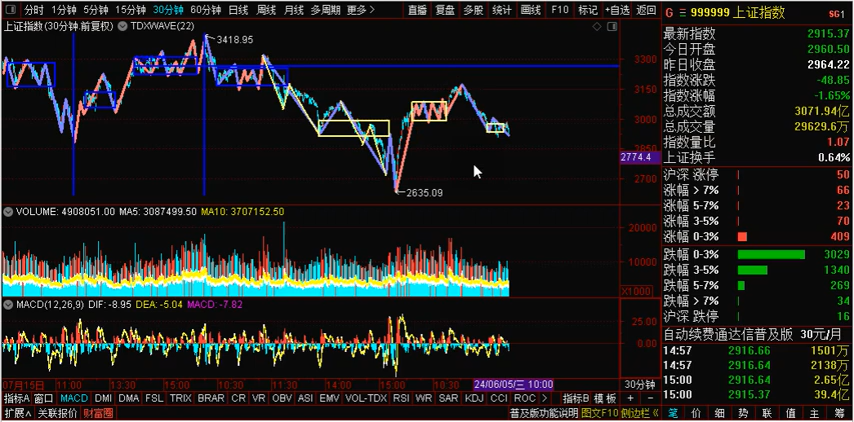 分时 1分钟 5分钟 15分钟 30分钟 60分钟 日线 周线 月线 多周期 更多 > 直播 复盘 多股 统计 画线 F10 标记 +自选 返回
G 999999 上证指数 SG1
上证指数(30分钟.前复权) TDXWAVE(22)
3418.95
2635.09
3300
3150
3000
2850
2774.4
2700
VOLUME: 4908051.00 MA5: 3087499.50 MA10: 3707152.50
20000
10000
X1000
MACD(12,26,9) DIF: -8.95 DEA: -5.04 MACD: -7.82
25.00
0.00
07月15日 11:00 13:30 15:00 10:30 11:30 14:00 15:00 10:30 24/06/05/三 10:00 30分钟
指标A 窗口 MACD DMI DMA FSL TRIX BRAR CR VR OBV ASI EMV VOL-TDX RSI WR SAR KDJ CCI ROC > 指标B 模板 + -
扩展∧ 关联报价 财富圈 普及版功能说明 图文F10 侧边栏 <
最新指数 2915.37
今日开盘 2960.50
昨日收盘 2964.22
指数涨跌 -48.85
指数涨幅 -1.65%
总成交额 3071.94亿
总成交量 29629.6万
指数量比 1.07
上证换手 0.64%
沪深 涨停 50
涨幅 > 7% 66
涨幅 5-7% 23
涨幅 3-5% 70
涨幅 0-3% 409
跌幅 0-3% 3029
跌幅 3-5% 1340
跌幅 5-7% 269
跌幅 > 7% 34
沪深 跌停 16
自动续费通达信普及版 30元/月
14:57 2916.66 1501万
14:57 2916.64 2138万
15:00 2916.64 2.65亿
15:00 2915.37 39.4亿
笔 价 细 势 联 值 主 筹